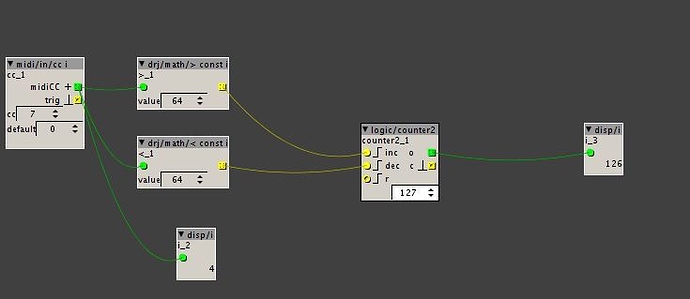 midi/in/cc i
cc_1
midiCC +
trig
cc 7
default 0
drj/math/> const i
>_1
value 64
drj/math/< const i
<_1
value 64
disp/i
i_2
4
logic/counter2
counter2_1
inc o
dec c
r
127
disp/i
i_3
126